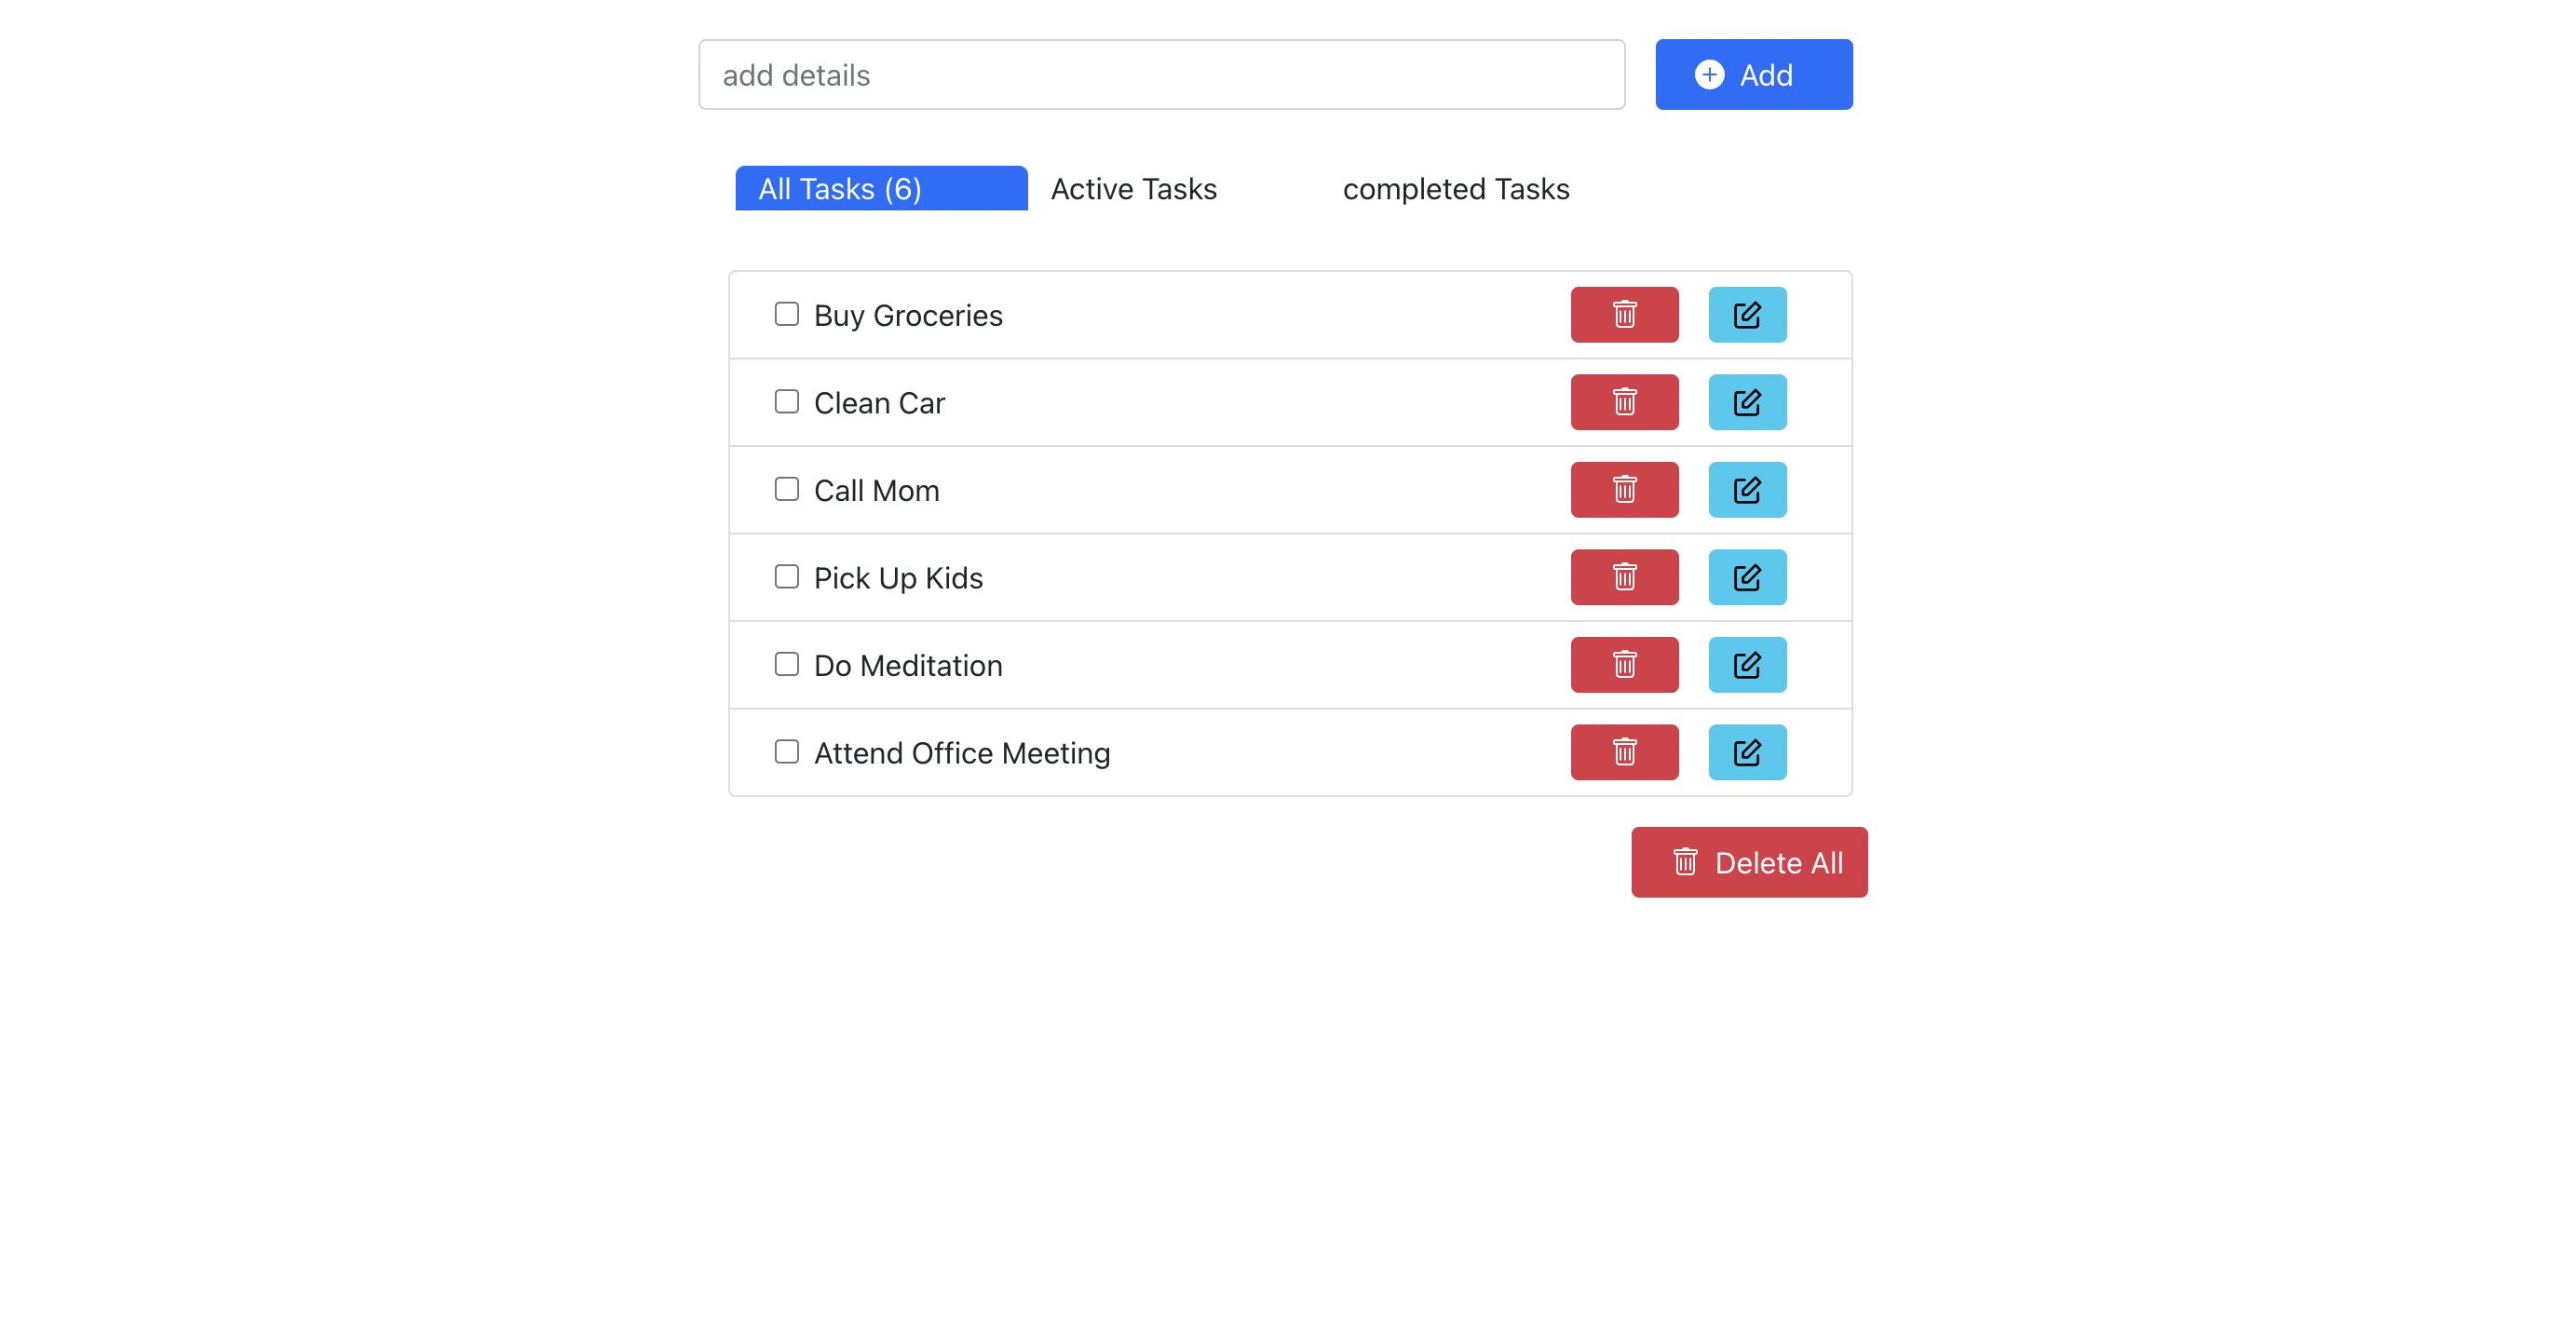 add details
Add
All Tasks (6)
Active Tasks
completed Tasks
Buy Groceries
Clean Car
Call Mom
Pick Up Kids
Do Meditation
Attend Office Meeting
Delete All